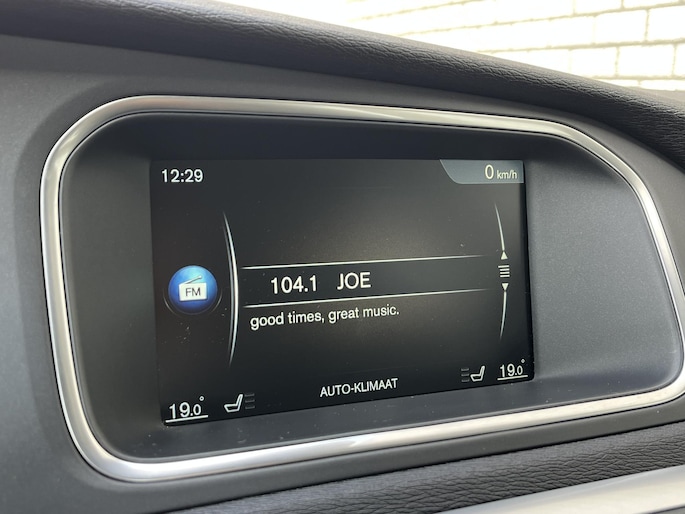 12:29
0 km/h
FM
104.1 JOE
good times, great music.
AUTO-KLIMAAT
19.0°
19.0°